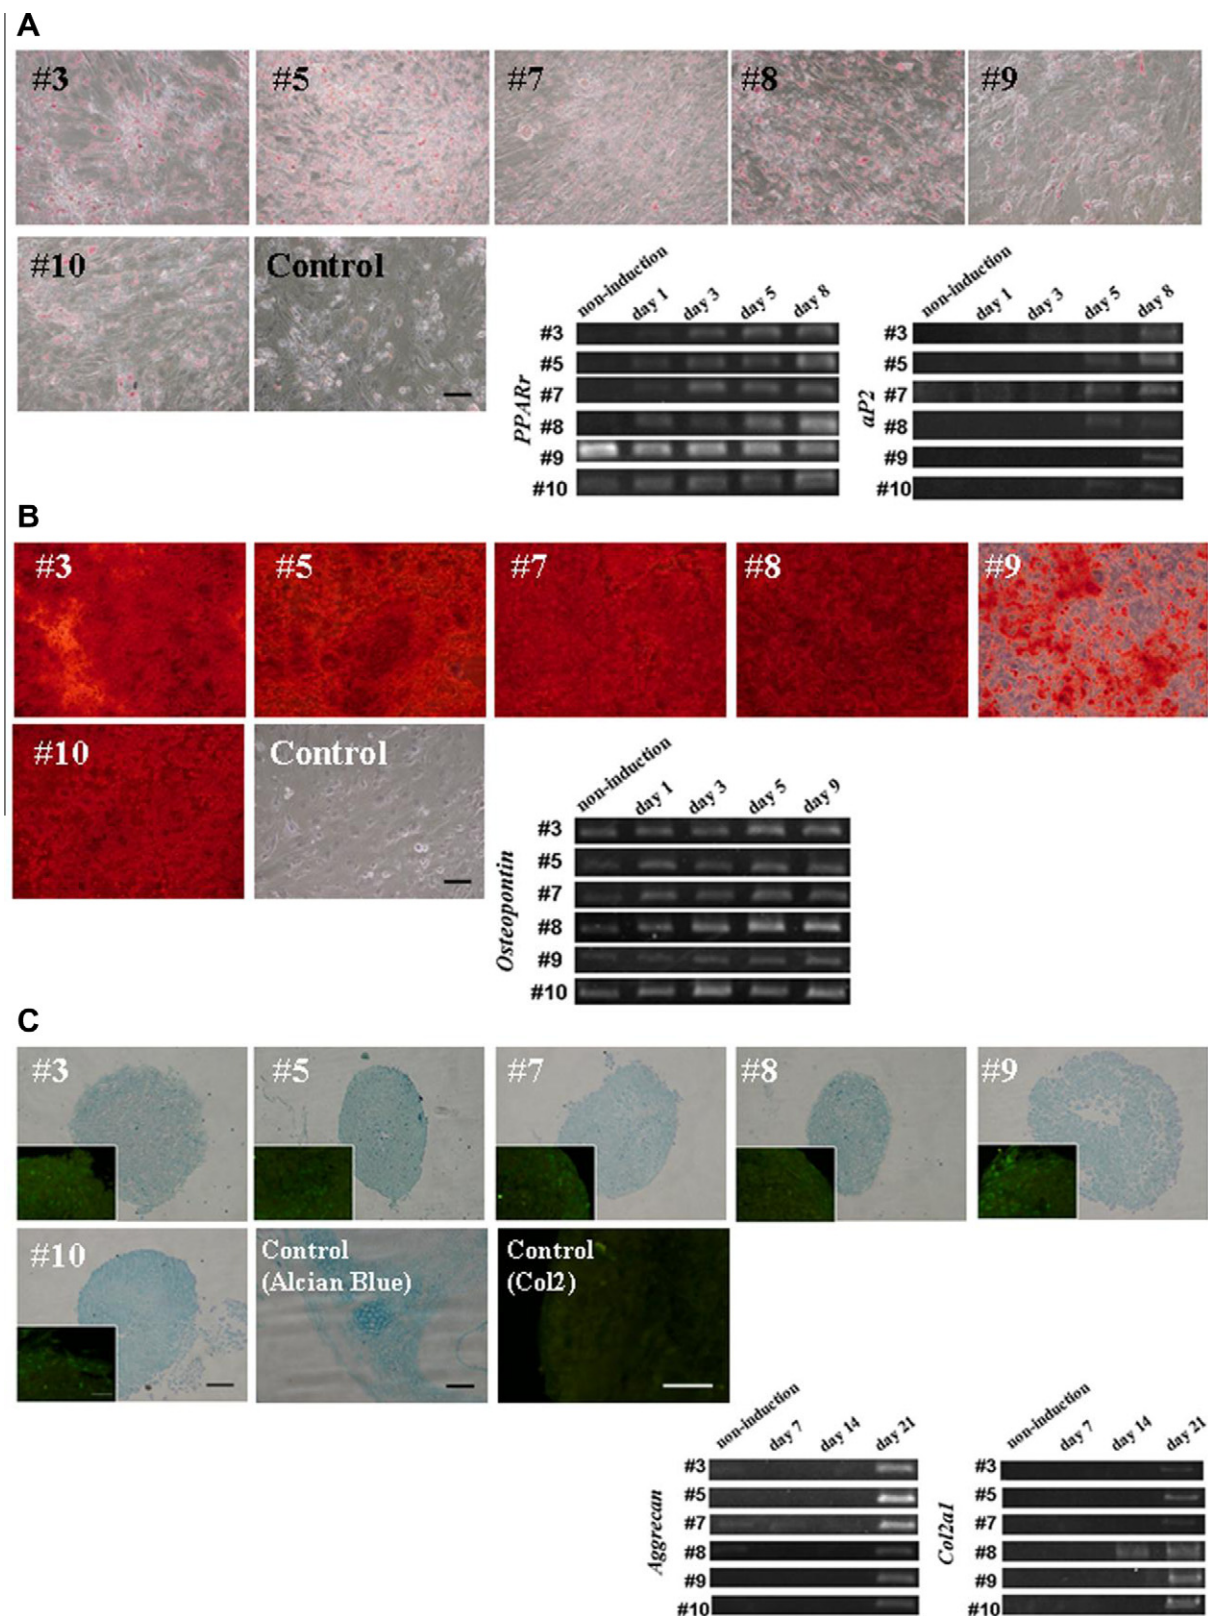 A
#3
#5
#7
#8
#9
#10
Control
non-induction
day 1
day 3
day 5
day 8
#3
#5
#7
#8
#9
#10
PPARr
non-induction
day 1
day 3
day 5
day 8
#3
#5
#7
#8
#9
#10
aP2
B
#3
#5
#7
#8
#9
#10
Control
non-induction
day 1
day 3
day 5
day 9
#3
#5
#7
#8
#9
#10
Osteopontin
C
#3
#5
#7
#8
#9
#10
Control
(Alcian Blue)
Control
(Col2)
non-induction
day 7
day 14
day 21
#3
#5
#7
#8
#9
#10
Aggrecan
non-induction
day 7
day 14
day 21
#3
#5
#7
#8
#9
#10
Col2a1